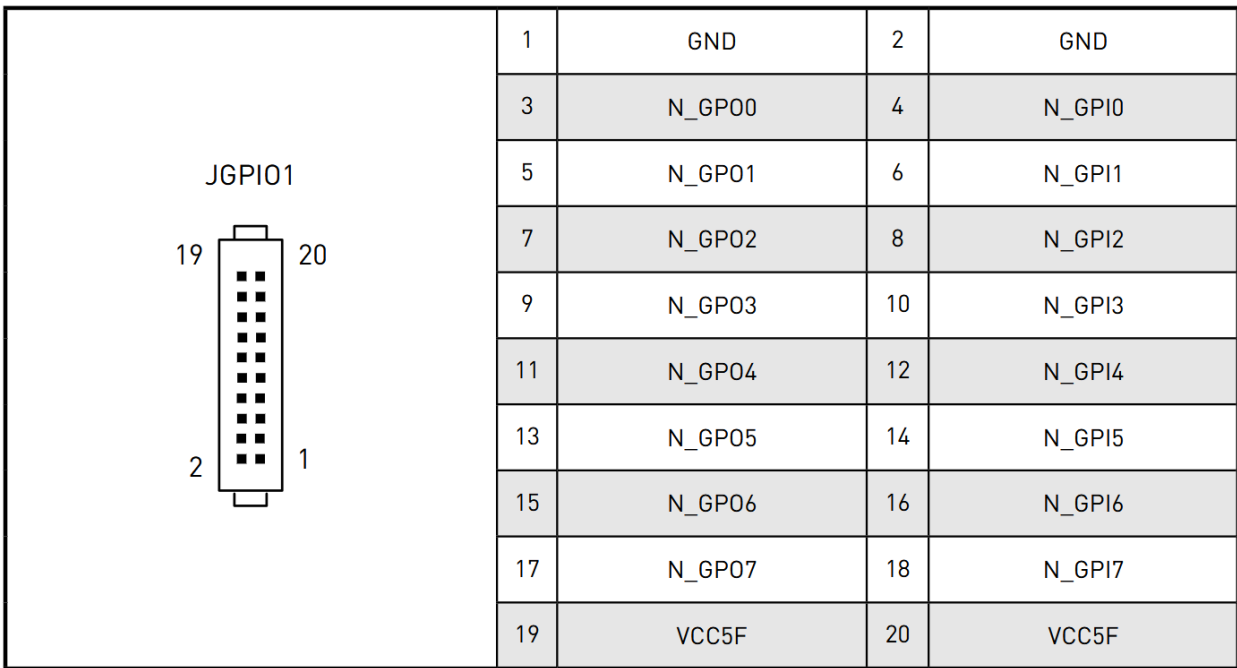 JGPIO1
19 20
2 1
1 GND 2 GND
3 N_GPO0 4 N_GPI0
5 N_GPO1 6 N_GPI1
7 N_GPO2 8 N_GPI2
9 N_GPO3 10 N_GPI3
11 N_GPO4 12 N_GPI4
13 N_GPO5 14 N_GPI5
15 N_GPO6 16 N_GPI6
17 N_GPO7 18 N_GPI7
19 VCC5F 20 VCC5F